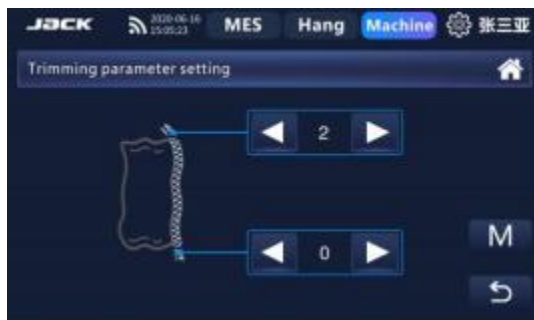 JACK 2020-06-16 15:05:23 MES Hang Machine 张三亚
Trimming parameter setting
2
0
M